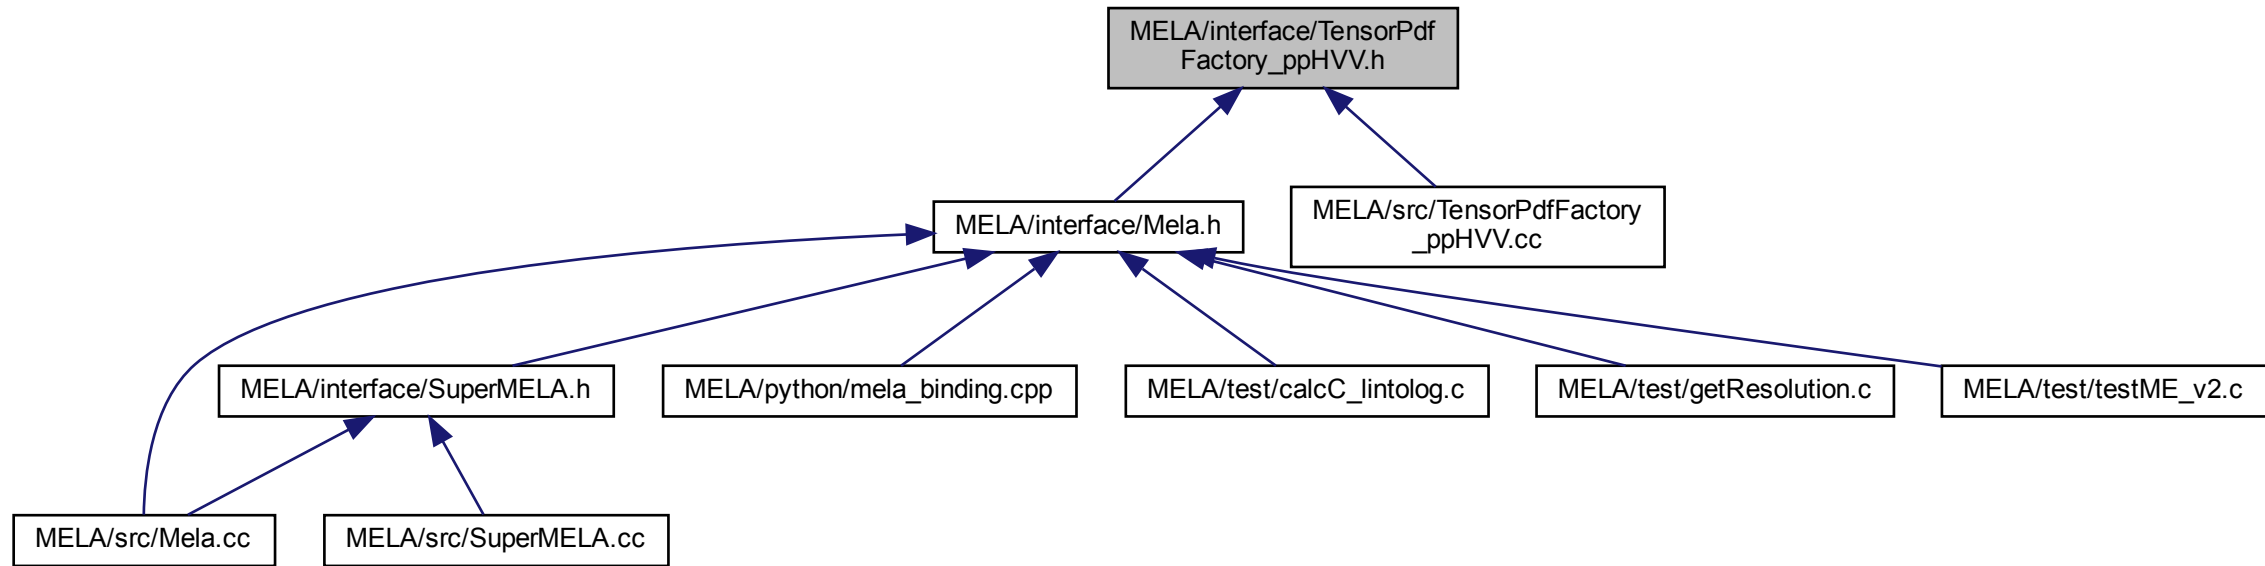 MELA/interface/TensorPdf
Factory_ppHVV.h
MELA/interface/Mela.h
MELA/src/TensorPdfFactory
_ppHVV.cc
MELA/interface/SuperMELA.h
MELA/python/mela_binding.cpp
MELA/test/calcC_lintolog.c
MELA/test/getResolution.c
MELA/test/testME_v2.c
MELA/src/Mela.cc
MELA/src/SuperMELA.cc